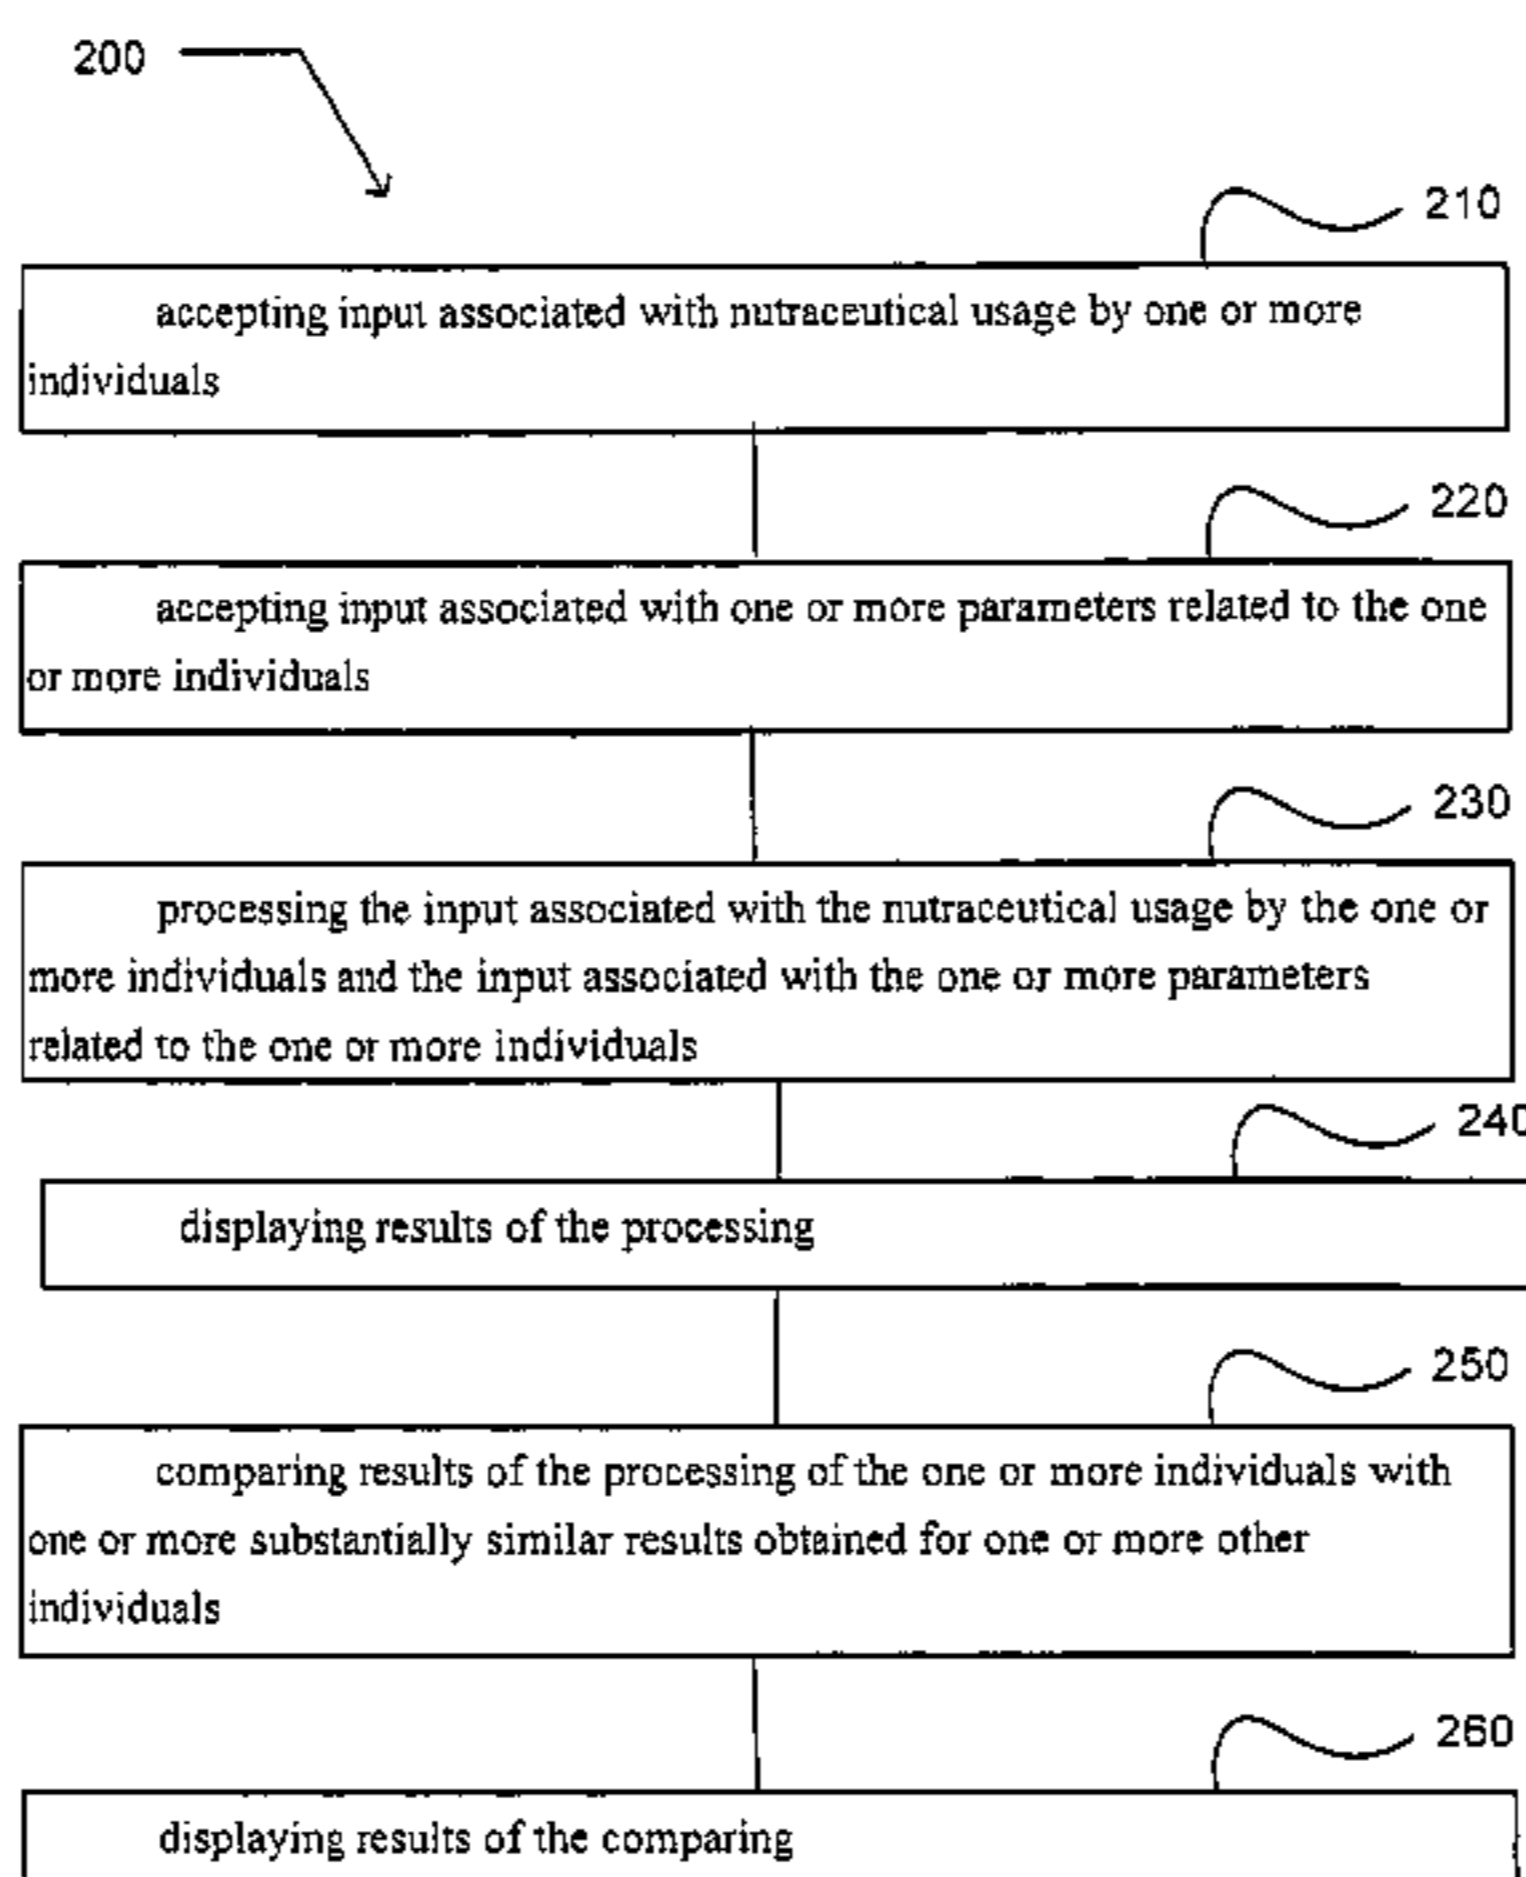 200
210
accepting input associated with nutraceutical usage by one or more
individuals
220
accepting input associated with one or more parameters related to the one
or more individuals
230
processing the input associated with the nutraceutical usage by the one or
more individuals and the input associated with the one or more parameters
related to the one or more individuals
240
displaying results of the processing
250
comparing results of the processing of the one or more individuals with
one or more substantially similar results obtained for one or more other
individuals
260
displaying results of the comparing